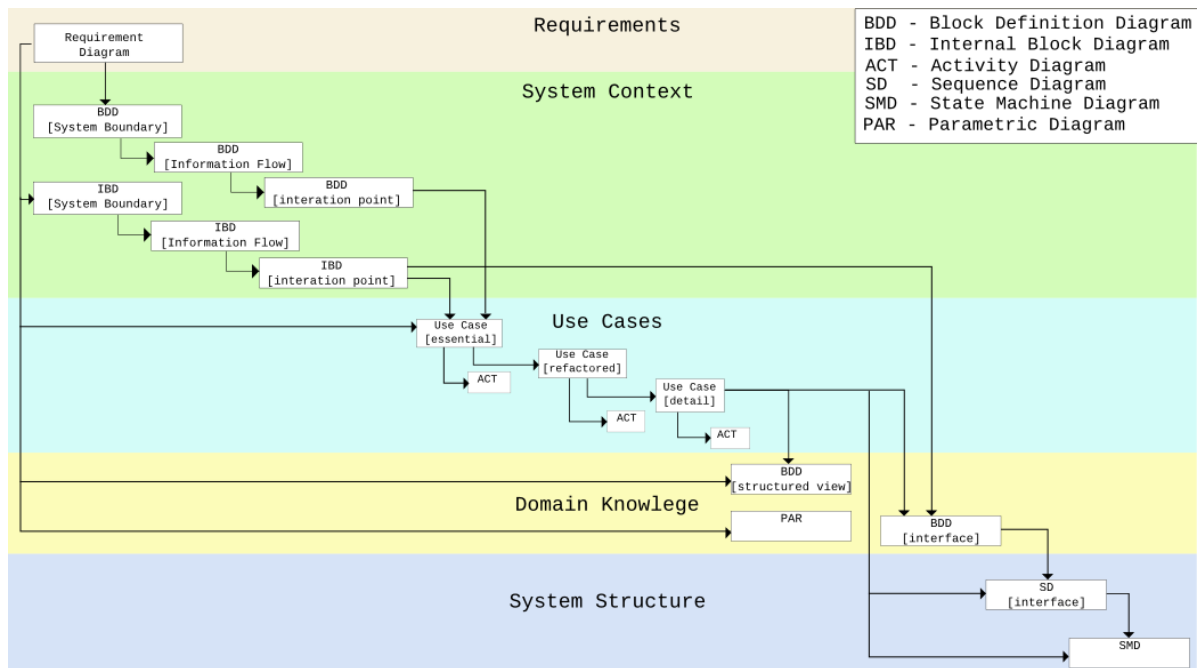 Requirements
Requirement
Diagram
BDD - Block Definition Diagram
IBD - Internal Block Diagram
ACT - Activity Diagram
SD - Sequence Diagram
SMD - State Machine Diagram
PAR - Parametric Diagram
System Context
BDD
[System Boundary]
BDD
[Information Flow]
BDD
[interation point]
IBD
[System Boundary]
IBD
[Information Flow]
IBD
[interation point]
Use Cases
Use Case
[essential]
ACT
Use Case
[refactored]
ACT
Use Case
[detail]
ACT
BDD
[structured view]
Domain Knowlege
PAR
BDD
[interface]
System Structure
SD
[interface]
SMD